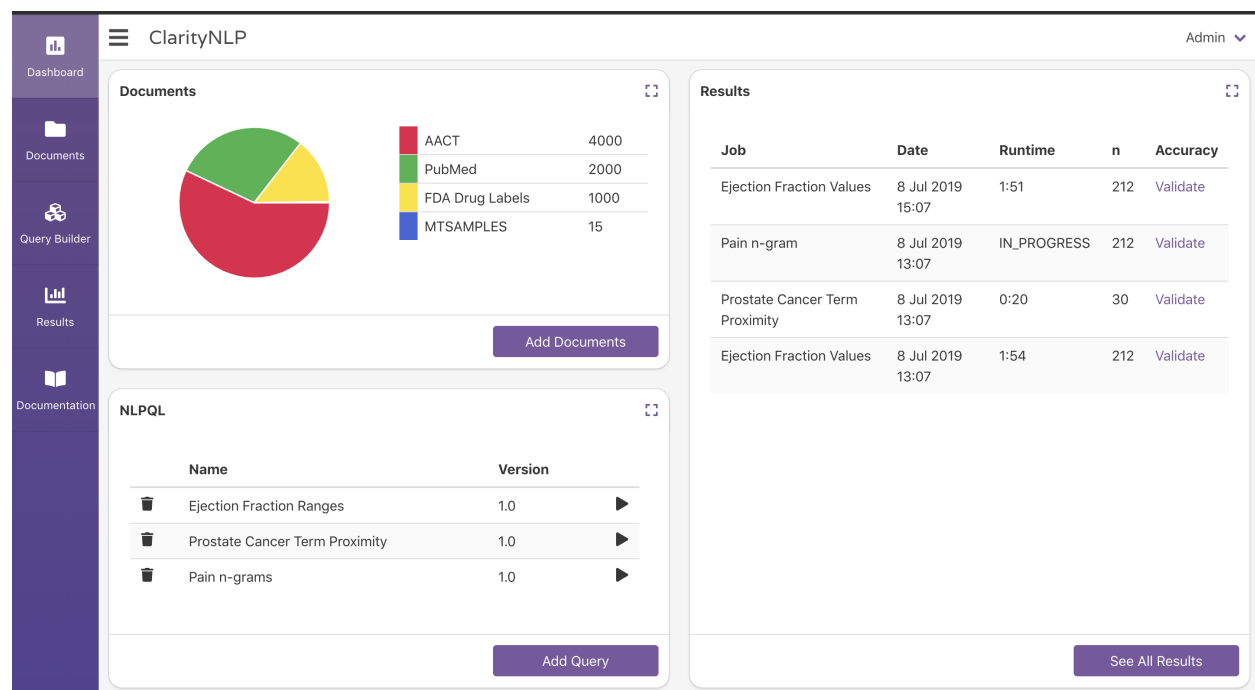 ClarityNLP
Admin
Dashboard
Documents
Query Builder
Results
Documentation
Documents
AACT 4000
PubMed 2000
FDA Drug Labels 1000
MTSAMPLES 15
Add Documents
NLPQL
Name Version
Ejection Fraction Ranges 1.0
Prostate Cancer Term Proximity 1.0
Pain n-grams 1.0
Add Query
Results
Job Date Runtime n Accuracy
Ejection Fraction Values 8 Jul 2019 1:51 212 Validate
15:07
Pain n-gram 8 Jul 2019 IN_PROGRESS 212 Validate
13:07
Prostate Cancer Term 8 Jul 2019 0:20 30 Validate
Proximity 13:07
Ejection Fraction Values 8 Jul 2019 1:54 212 Validate
13:07
See All Results